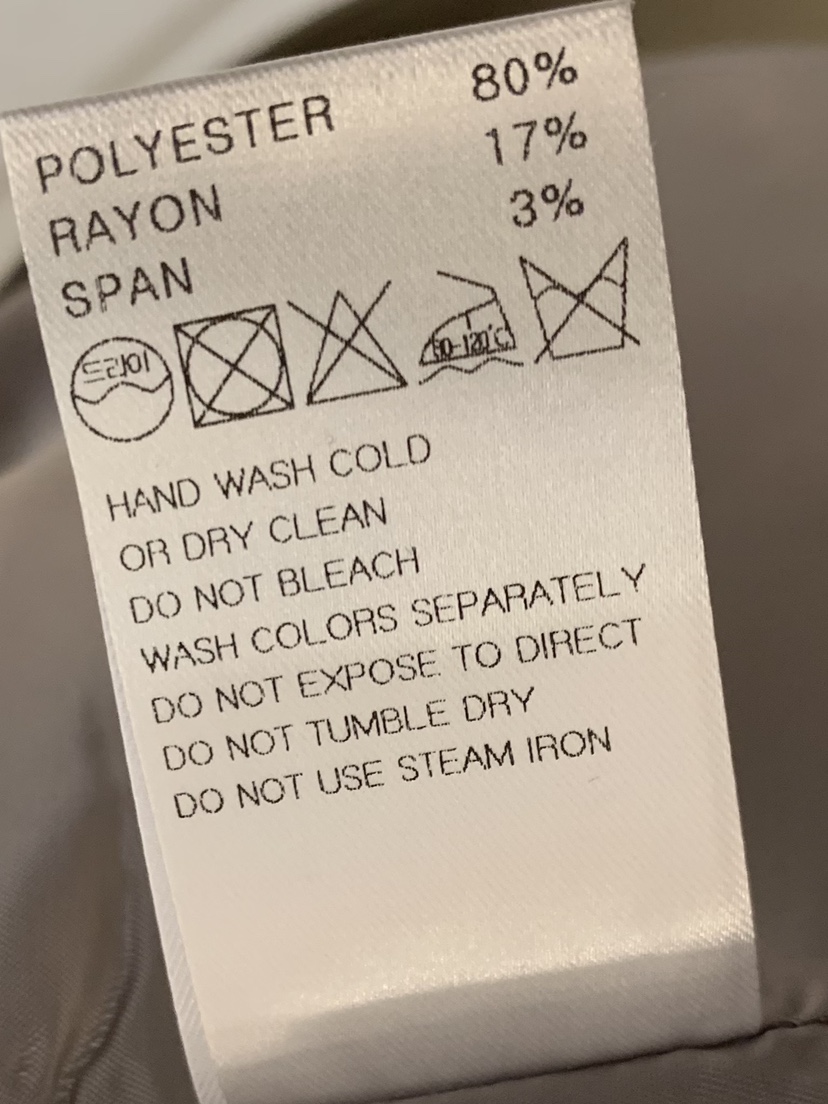 POLYESTER 80%
RAYON 17%
SPAN 3%
드라이
80-120℃
HAND WASH COLD
OR DRY CLEAN
DO NOT BLEACH
WASH COLORS SEPARATELY
DO NOT EXPOSE TO DIRECT
DO NOT TUMBLE DRY
DO NOT USE STEAM IRON